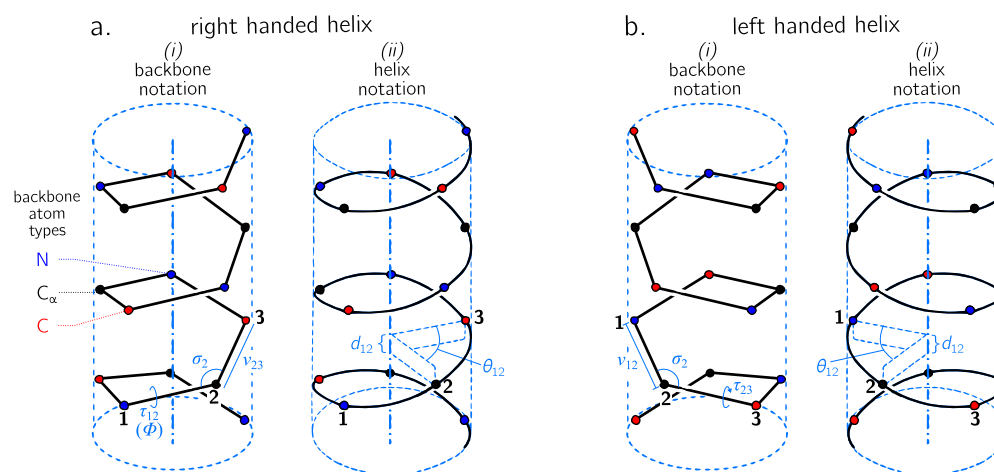 a. right handed helix
(i)
backbone
notation
(ii)
helix
notation
backbone
atom
types
N
Cα
C
1
2
3
σ2
ν23
τ12
(Φ)
1
2
3
d12
θ12
b. left handed helix
(i)
backbone
notation
(ii)
helix
notation
1
2
3
ν12
σ2
τ23
1
2
3
θ12
d12